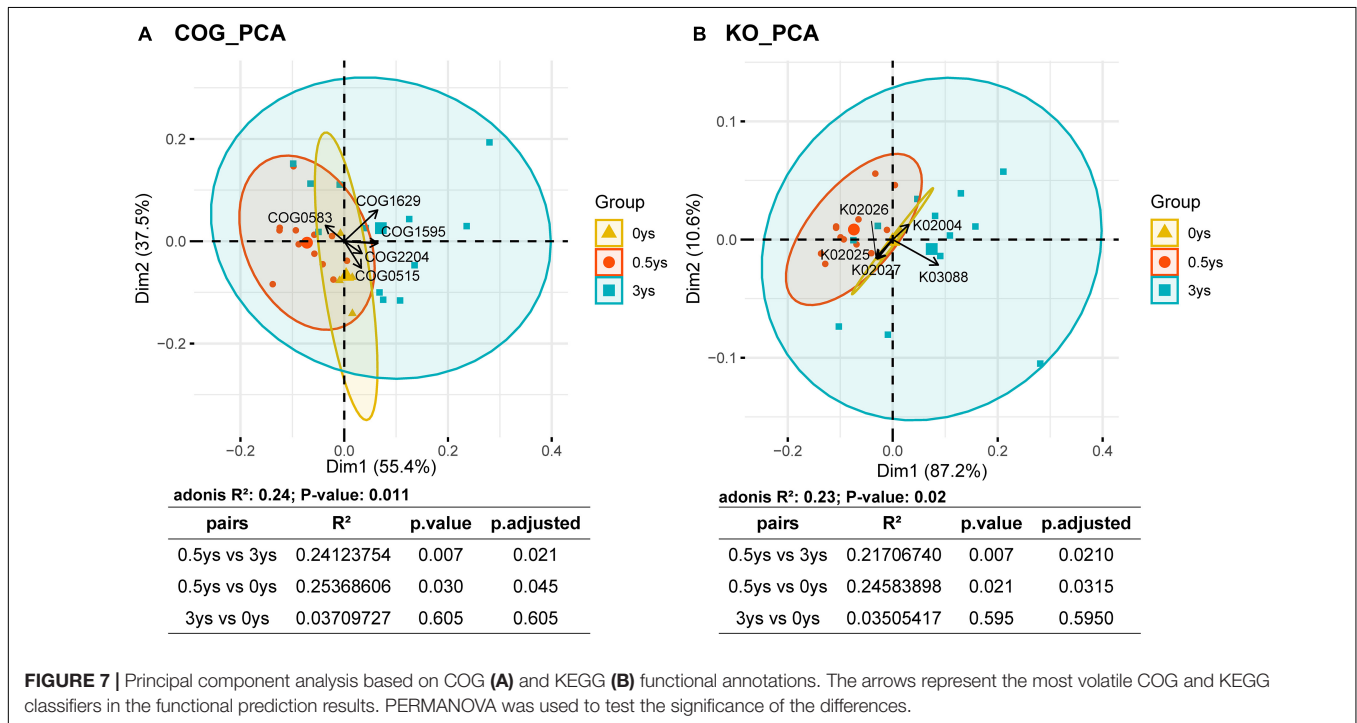 A COG_PCA
0.2
0.0
−0.2
Dim2 (37.5%)
COG1629
COG0583
COG1595
COG2204
COG0515
−0.2
0.0
0.2
0.4
Dim1 (55.4%)
Group
0ys
0.5ys
3ys
adonis R²: 0.24; P-value: 0.011
pairs R² p.value p.adjusted
0.5ys vs 3ys 0.24123754 0.007 0.021
0.5ys vs 0ys 0.25368606 0.030 0.045
3ys vs 0ys 0.03709727 0.605 0.605
B KO_PCA
0.1
0.0
−0.1
Dim2 (10.6%)
K02026
K02004
K02025
K02027
K03088
−0.2
0.0
0.2
0.4
Dim1 (87.2%)
Group
0ys
0.5ys
3ys
adonis R²: 0.23; P-value: 0.02
pairs R² p.value p.adjusted
0.5ys vs 3ys 0.21706740 0.007 0.0210
0.5ys vs 0ys 0.24583898 0.021 0.0315
3ys vs 0ys 0.03505417 0.595 0.5950
FIGURE 7 | Principal component analysis based on COG (A) and KEGG (B) functional annotations. The arrows represent the most volatile COG and KEGG
classifiers in the functional prediction results. PERMANOVA was used to test the significance of the differences.